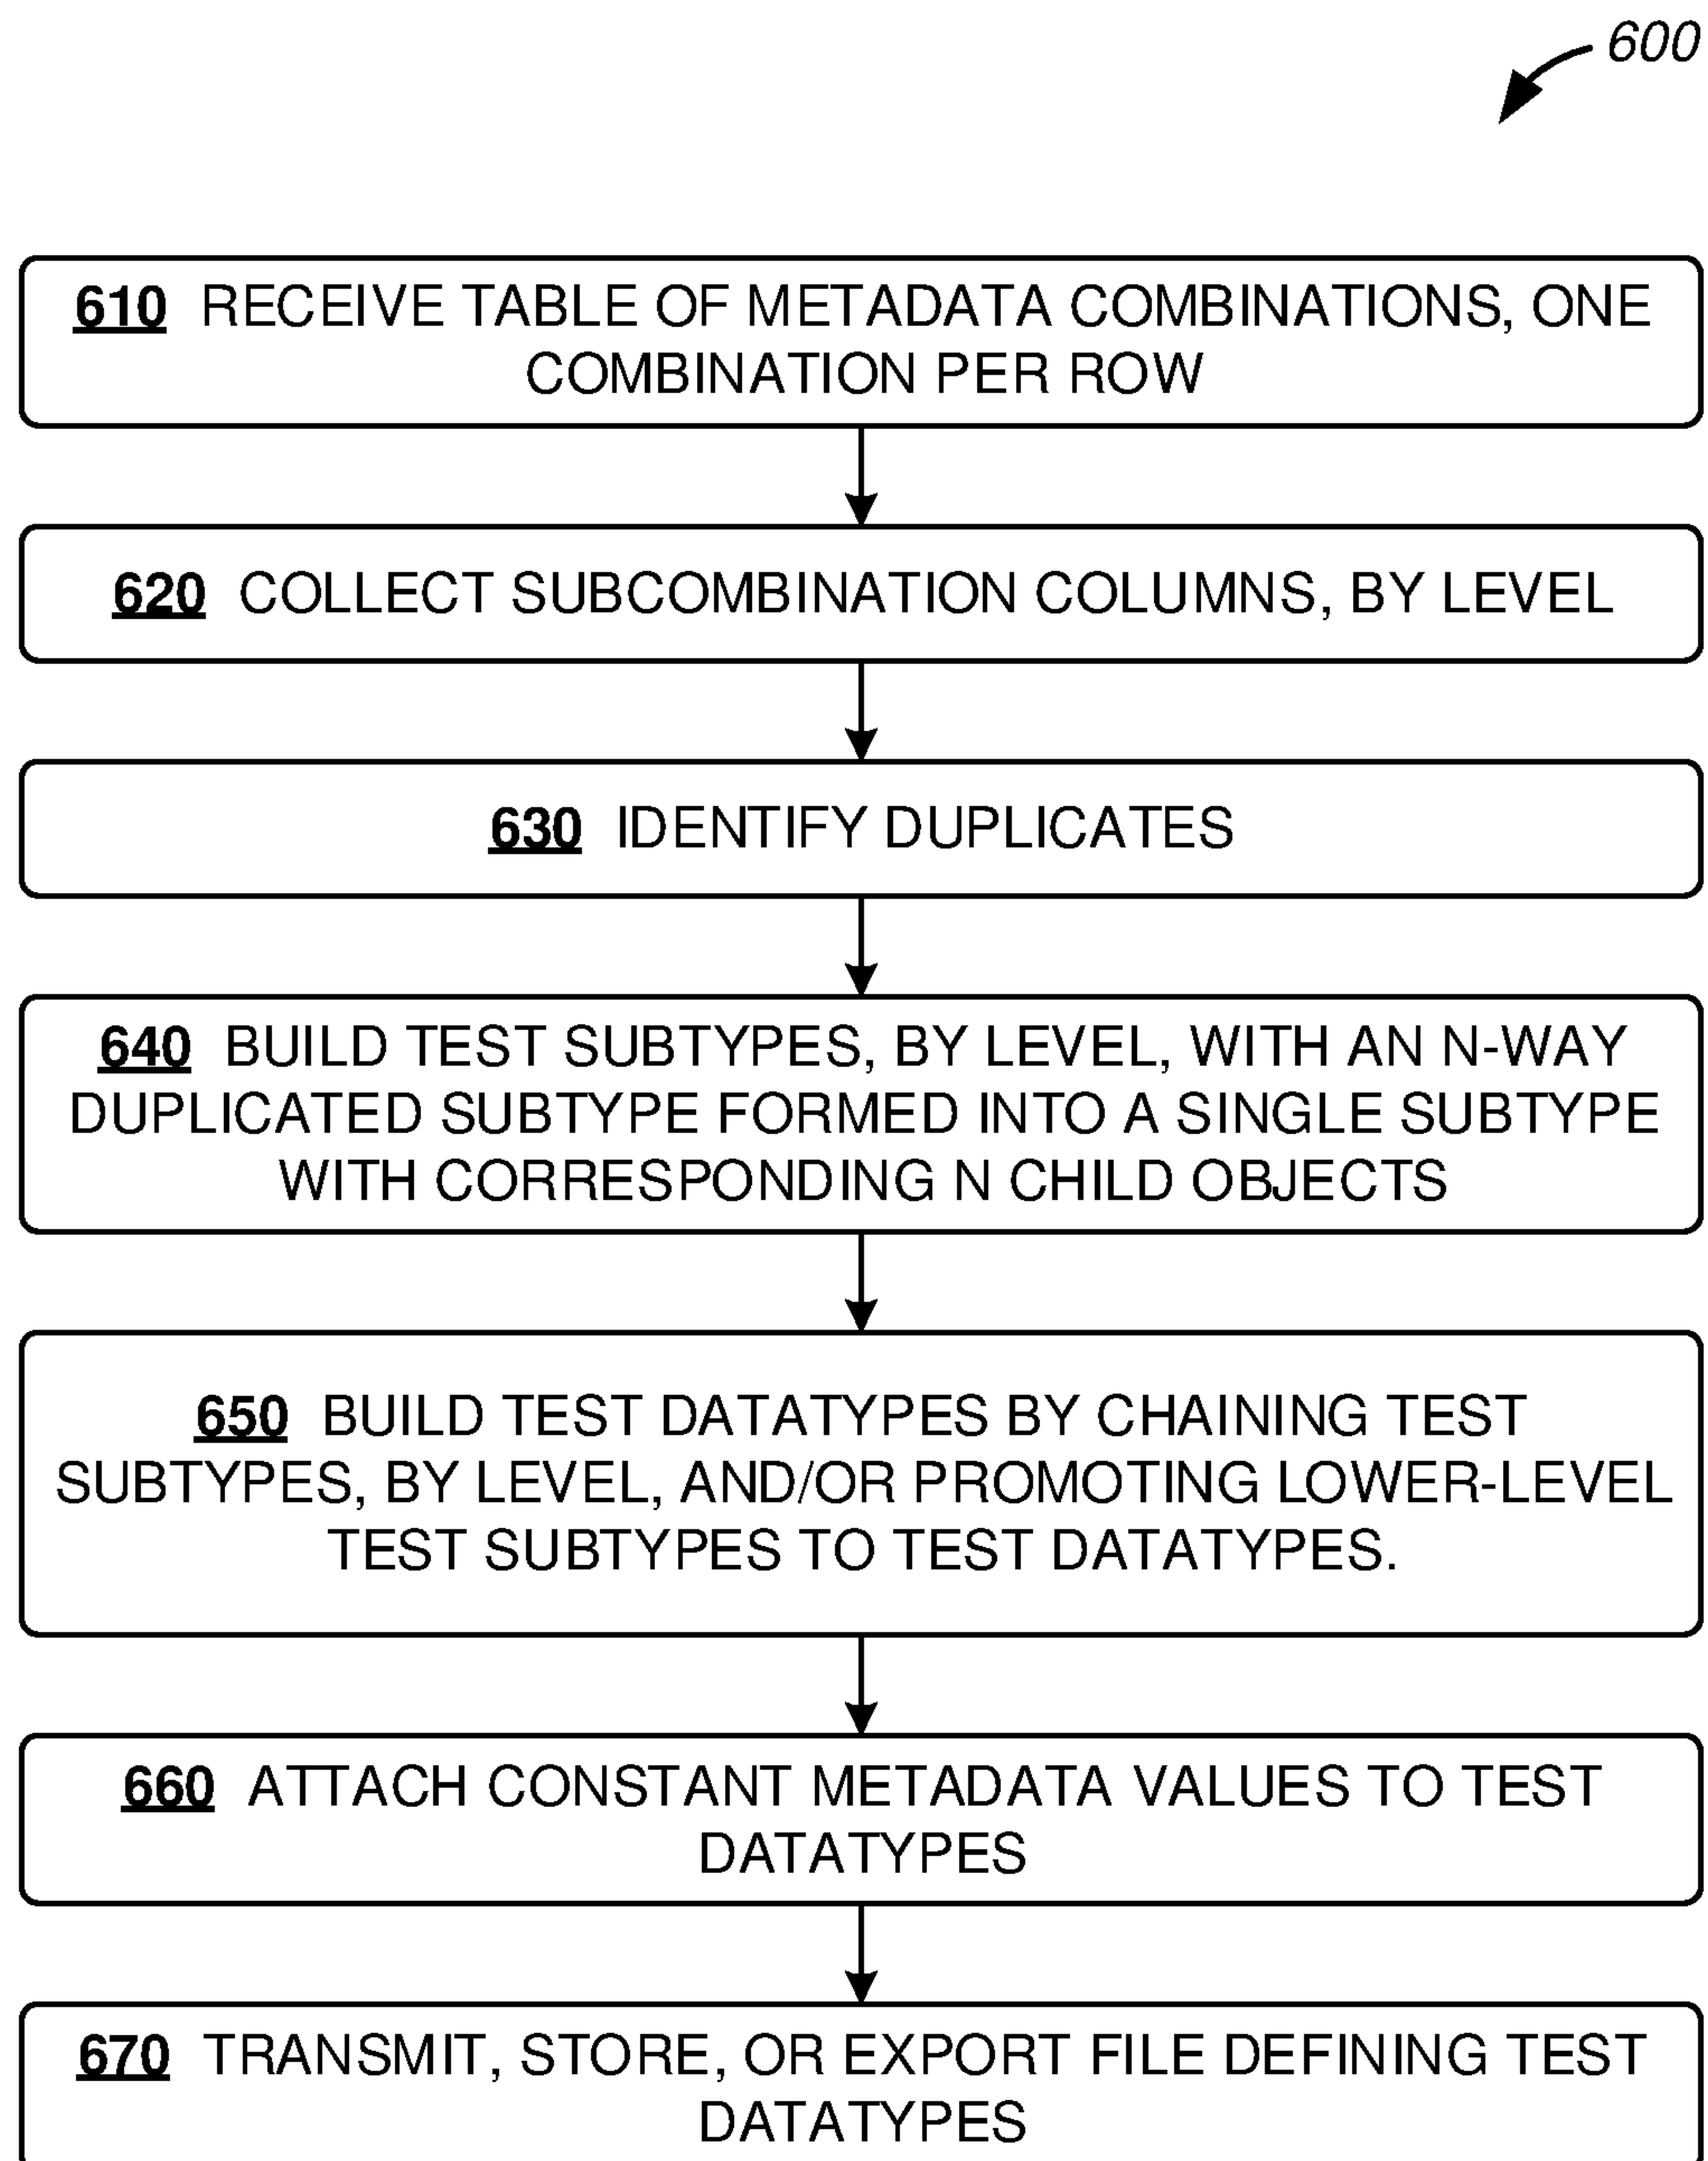 600
610 RECEIVE TABLE OF METADATA COMBINATIONS, ONE
COMBINATION PER ROW
620 COLLECT SUBCOMBINATION COLUMNS, BY LEVEL
630 IDENTIFY DUPLICATES
640 BUILD TEST SUBTYPES, BY LEVEL, WITH AN N-WAY
DUPLICATED SUBTYPE FORMED INTO A SINGLE SUBTYPE
WITH CORRESPONDING N CHILD OBJECTS
650 BUILD TEST DATATYPES BY CHAINING TEST
SUBTYPES, BY LEVEL, AND/OR PROMOTING LOWER-LEVEL
TEST SUBTYPES TO TEST DATATYPES.
660 ATTACH CONSTANT METADATA VALUES TO TEST
DATATYPES
670 TRANSMIT, STORE, OR EXPORT FILE DEFINING TEST
DATATYPES